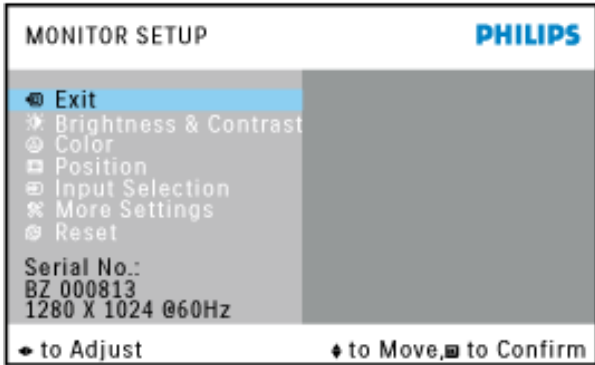 MONITOR SETUP PHILIPS
Exit
Brightness & Contrast
Color
Position
Input Selection
More Settings
Reset
Serial No.:
BZ 000813
1280 X 1024 @60Hz
to Adjust to Move, to Confirm